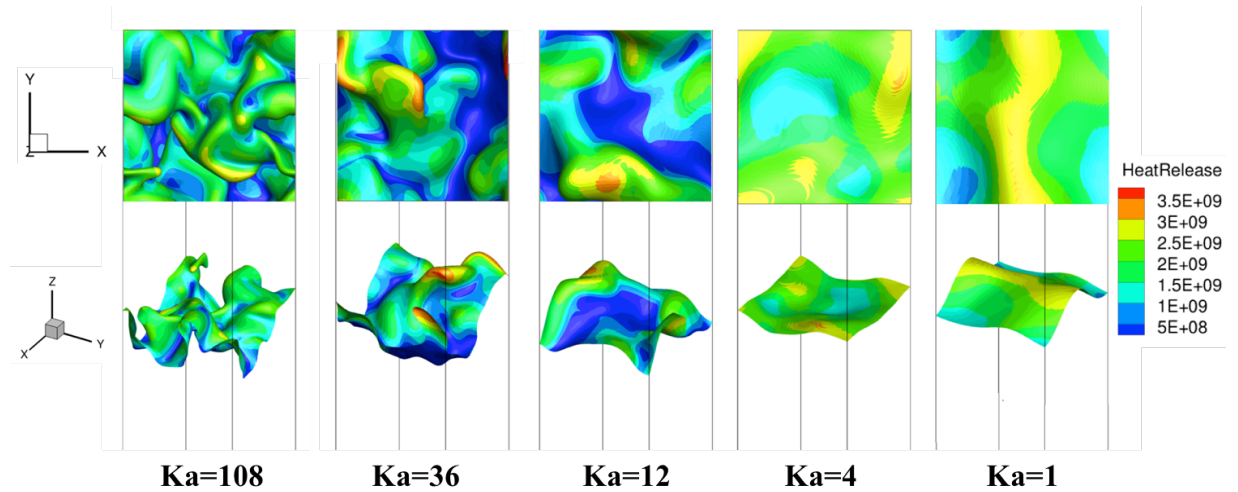 Y
Z
X
HeatRelease
3.5E+09
3E+09
2.5E+09
2E+09
1.5E+09
1E+09
5E+08
Z
X
Y
Ka=108
Ka=36
Ka=12
Ka=4
Ka=1